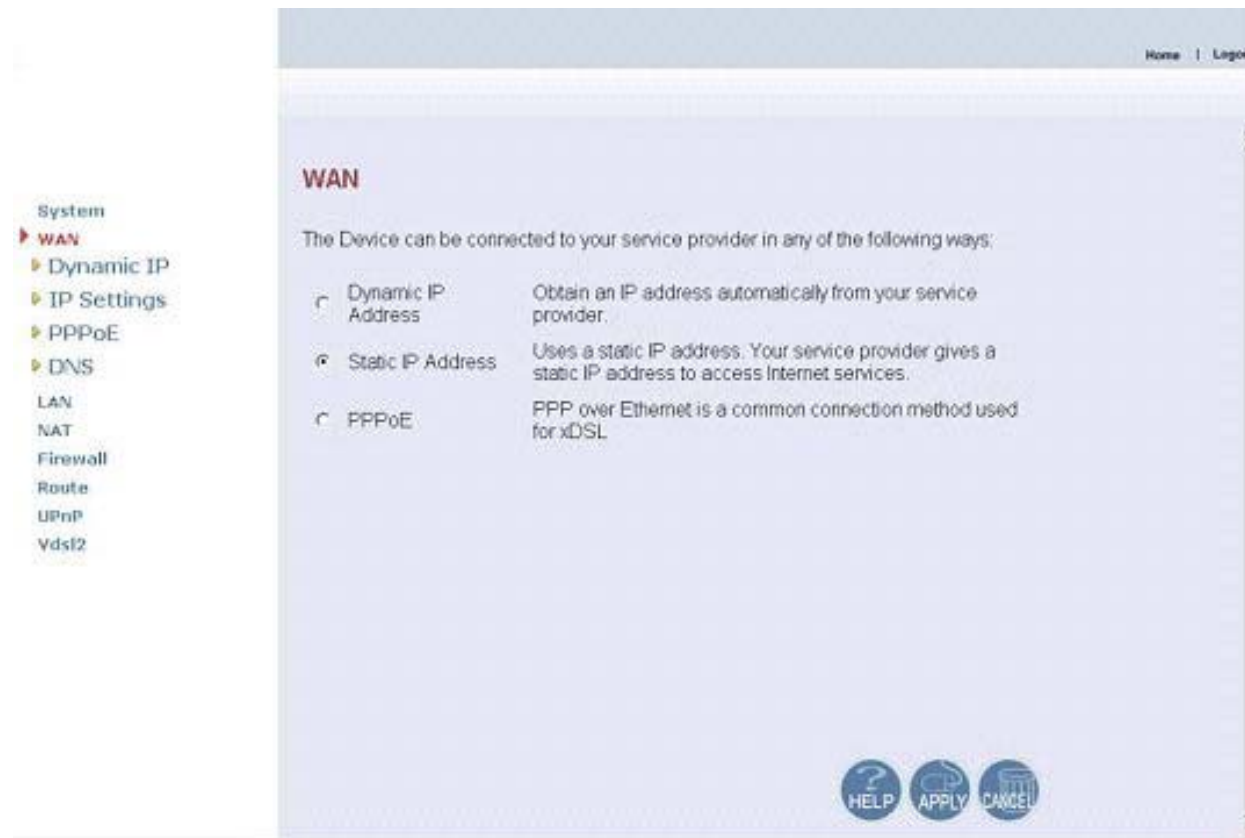 Home | Logou
System
WAN
Dynamic IP
IP Settings
PPPoE
DNS
LAN
NAT
Firewall
Route
UPnP
Vdsl2
WAN
The Device can be connected to your service provider in any of the following ways:
Dynamic IP
Address
Obtain an IP address automatically from your service
provider.
Static IP Address
Uses a static IP address. Your service provider gives a
static IP address to access Internet services.
PPPoE
PPP over Ethernet is a common connection method used
for xDSL
HELP APPLY CANCEL